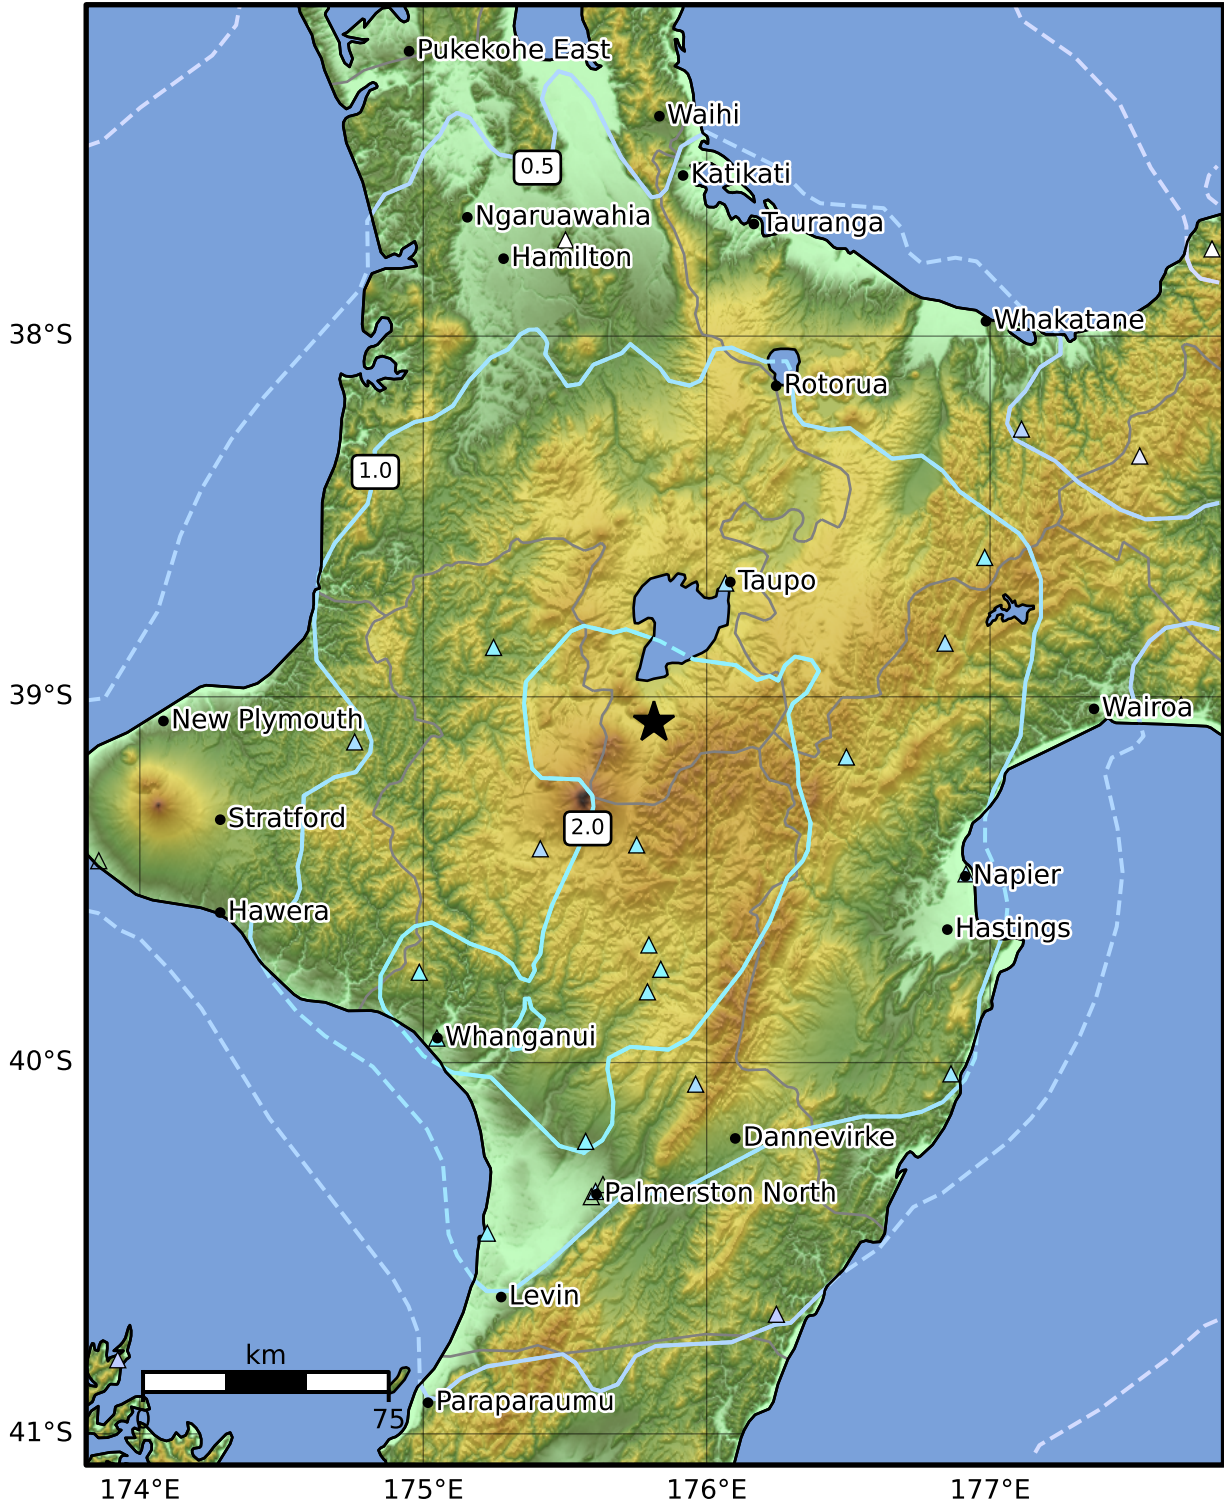 Pukekohe East
Waihi
0.5
Katikati
Ngaruawahia
Tauranga
Hamilton
Whakatane
38°S
Rotorua
1.0
Taupo
39°S
Wairoa
New Plymouth
Stratford
2.0
Napier
Hawera
Hastings
Whanganui
40°S
Dannevirke
Palmerston North
Levin
km
75
Paraparaumu
41°S
174°E
175°E
176°E
177°E